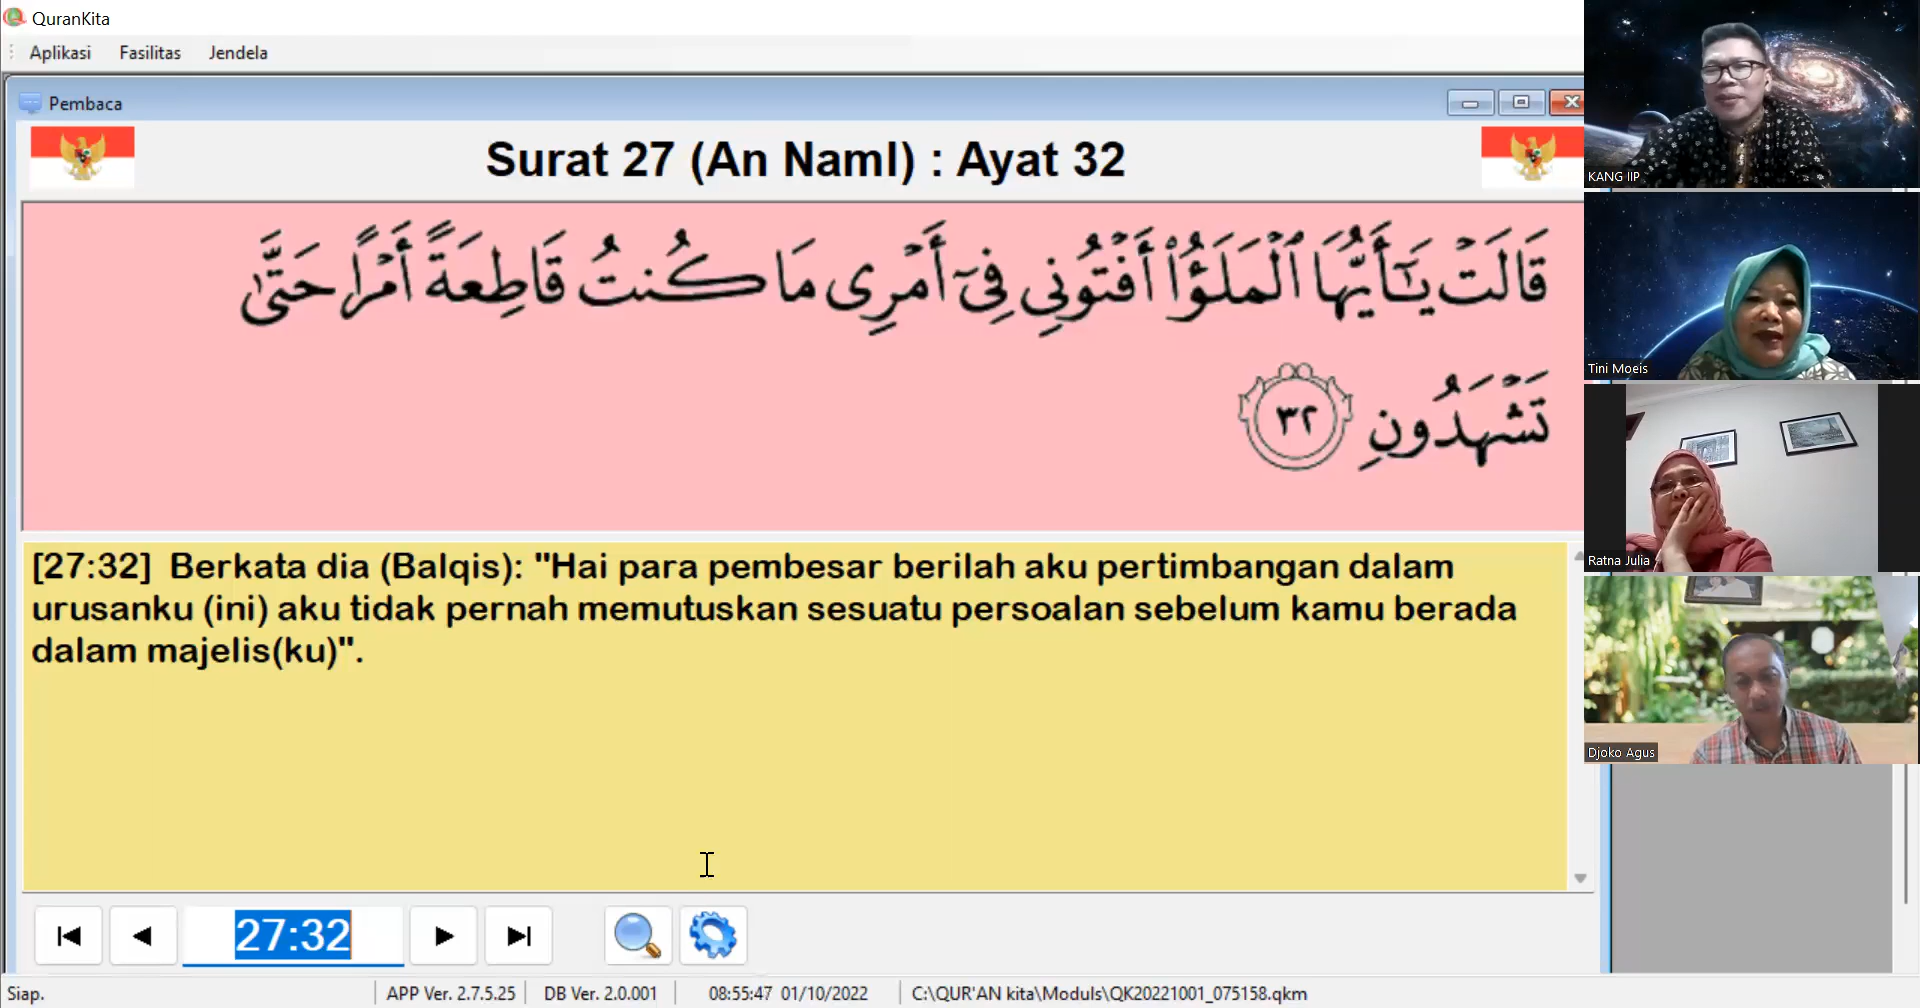 QuranKita
Aplikasi Fasilitas Jendela
Pembaca
Surat 27 (An Naml) : Ayat 32
قَالَتْ يَٰٓأَيُّهَا ٱلْمَلَؤُا۟ أَفْتُونِى فِىٓ أَمْرِى مَا كُنتُ قَاطِعَةً أَمْرًا حَتَّىٰ
تَشْهَدُونِ ٣٢
[27:32] Berkata dia (Balqis): "Hai para pembesar berilah aku pertimbangan dalam
urusanku (ini) aku tidak pernah memutuskan sesuatu persoalan sebelum kamu berada
dalam majelis(ku)".
27:32
Siap. APP Ver. 2.7.5.25 DB Ver. 2.0.001 08:55:47 01/10/2022 C:\QUR'AN kita\Moduls\QK20221001_075158.qkm
KANG IIP
Tini Moeis
Ratna Julia
Djoko Agus